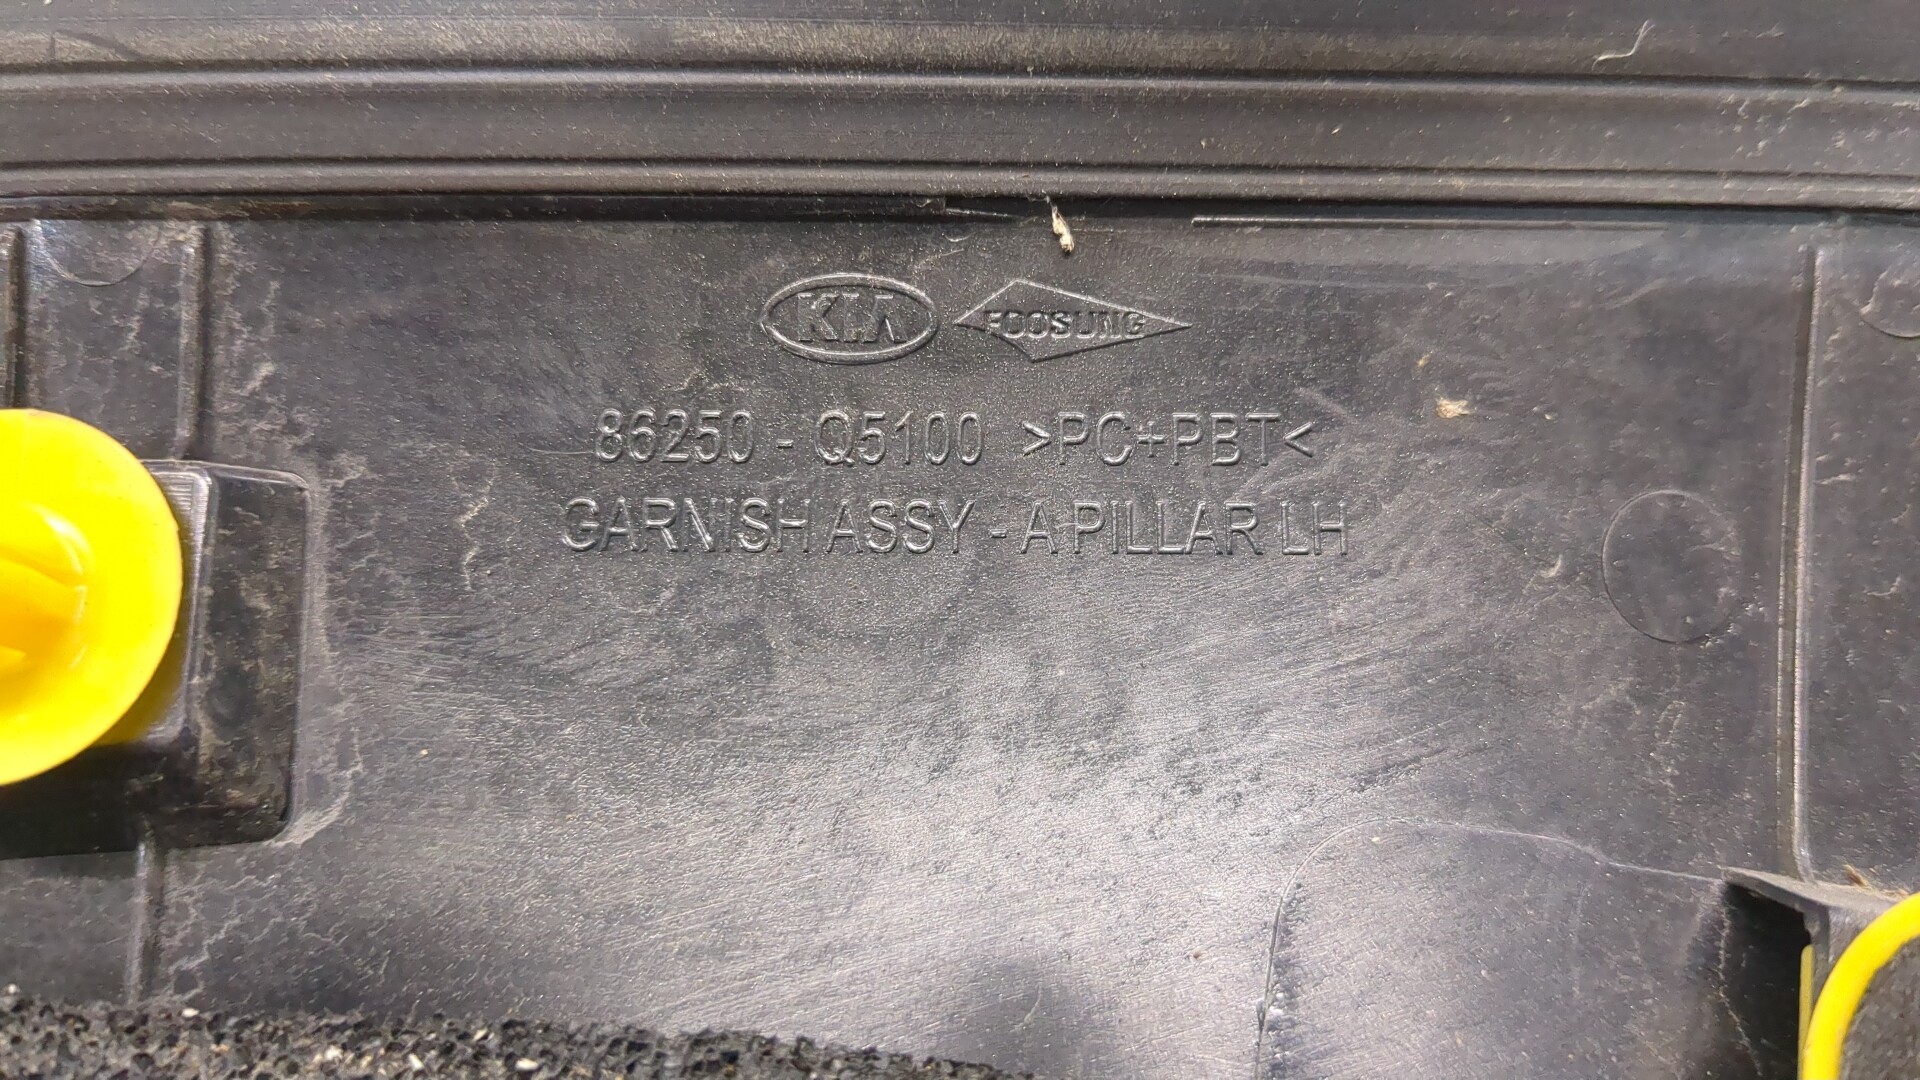 KIA FOOSUNG
86250 - Q5100 >PC+PBT<
GARNISH ASSY - A PILLAR LH